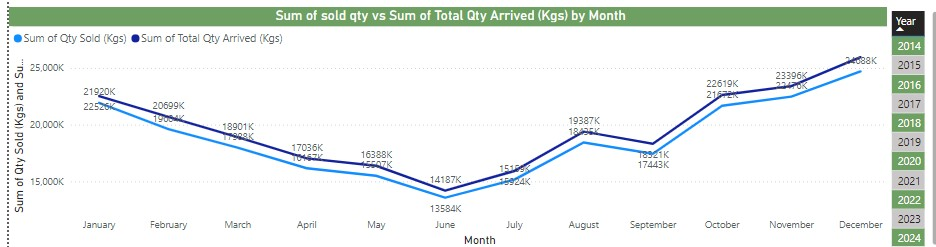 Sum of sold qty vs Sum of Total Qty Arrived (Kgs) by Month
Sum of Qty Sold (Kgs) Sum of Total Qty Arrived (Kgs)
Sum of Qty Sold (Kgs) and Su...
25,000K
20,000K
15,000K
21920K
22526K
20699K
18901K
17036K
16167K
16388K
14187K
13584K
15924K
19387K
18435K
18321K
17443K
22619K
21672K
23396K
January February March April May June July August September October November December
Month
Year
2014
2015
2016
2017
2018
2019
2020
2021
2022
2023
2024